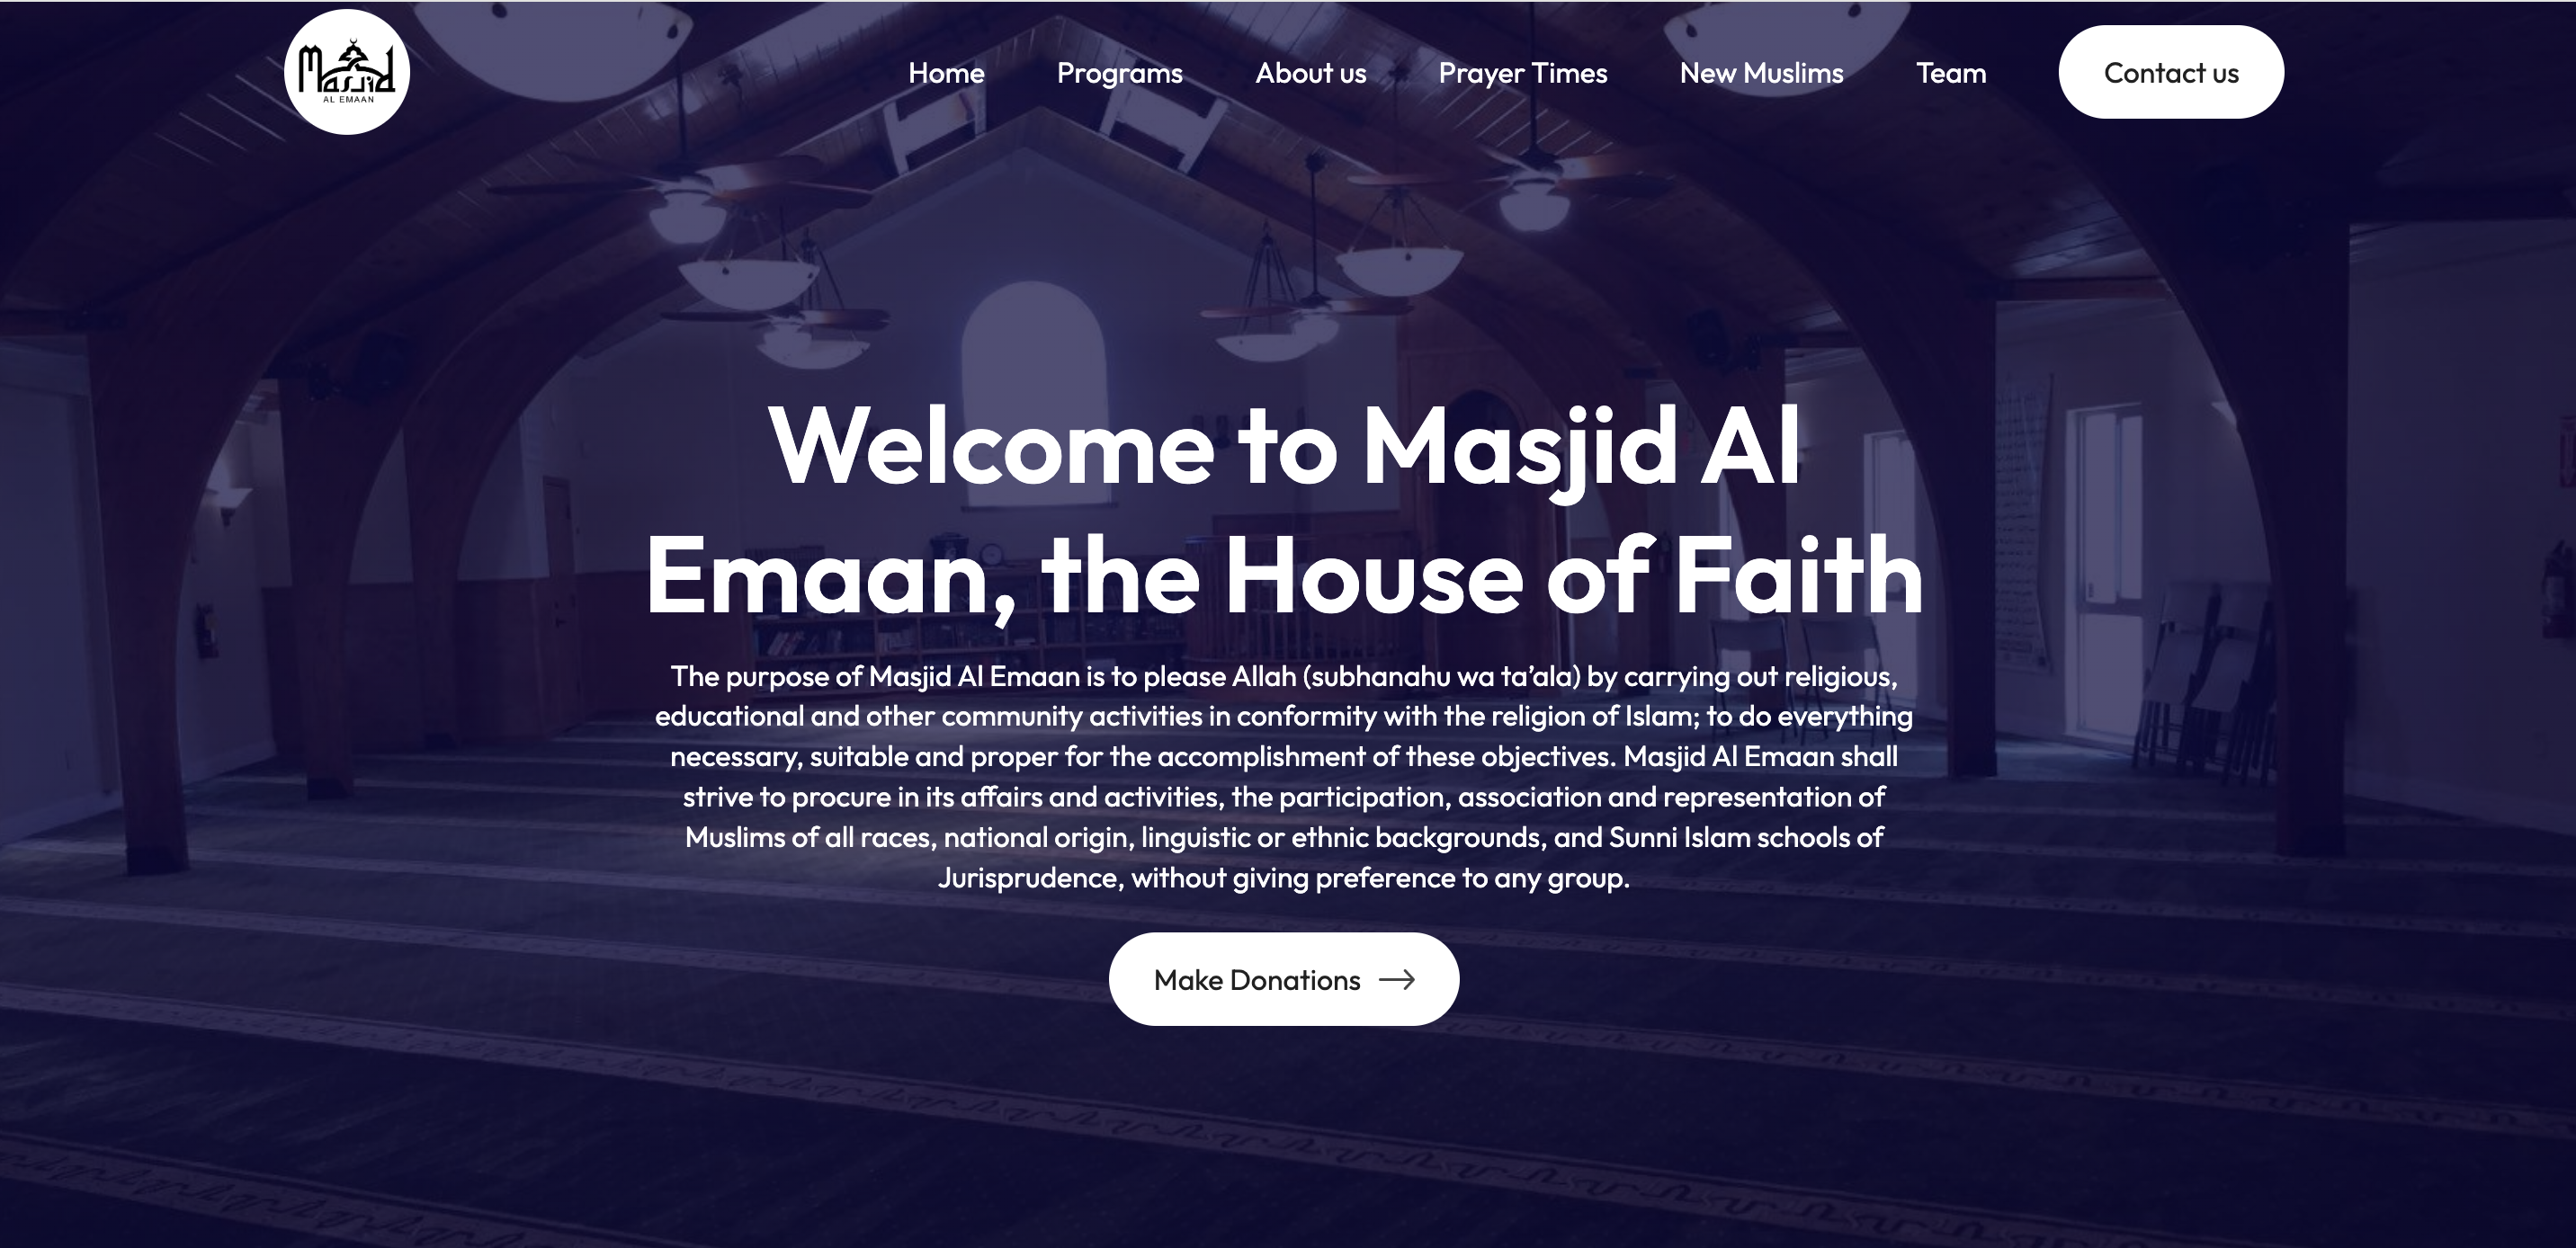 Masjid
AL EMAAN
Home
Programs
About us
Prayer Times
New Muslims
Team
Contact us
Welcome to Masjid Al
Emaan, the House of Faith
The purpose of Masjid Al Emaan is to please Allah (subhanahu wa ta’ala) by carrying out religious,
educational and other community activities in conformity with the religion of Islam; to do everything
necessary, suitable and proper for the accomplishment of these objectives. Masjid Al Emaan shall
strive to procure in its affairs and activities, the participation, association and representation of
Muslims of all races, national origin, linguistic or ethnic backgrounds, and Sunni Islam schools of
Jurisprudence, without giving preference to any group.
Make Donations